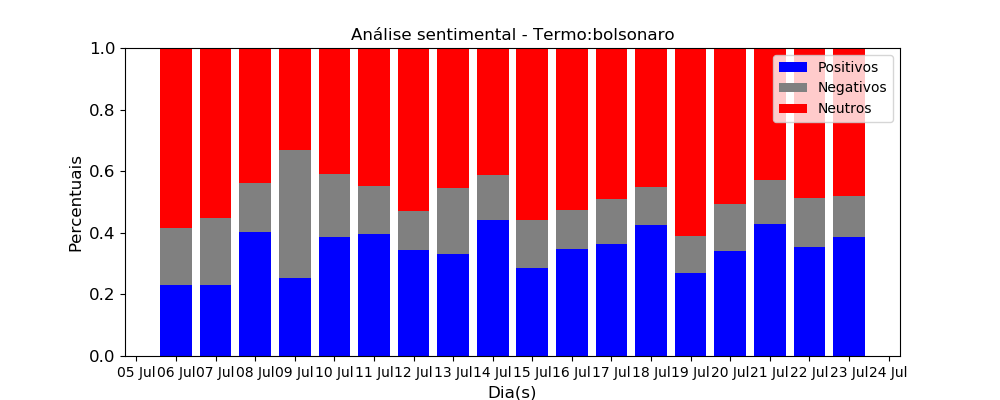 Análise sentimental - Termo:bolsonaro
Percentuais
1.0
0.8
0.6
0.4
0.2
0.0
Positivos
Negativos
Neutros
05 Jul 06 Jul 07 Jul 08 Jul 09 Jul 10 Jul 11 Jul 12 Jul 13 Jul 14 Jul 15 Jul 16 Jul 17 Jul 18 Jul 19 Jul 20 Jul 21 Jul 22 Jul 23 Jul 24 Jul
Dia(s)